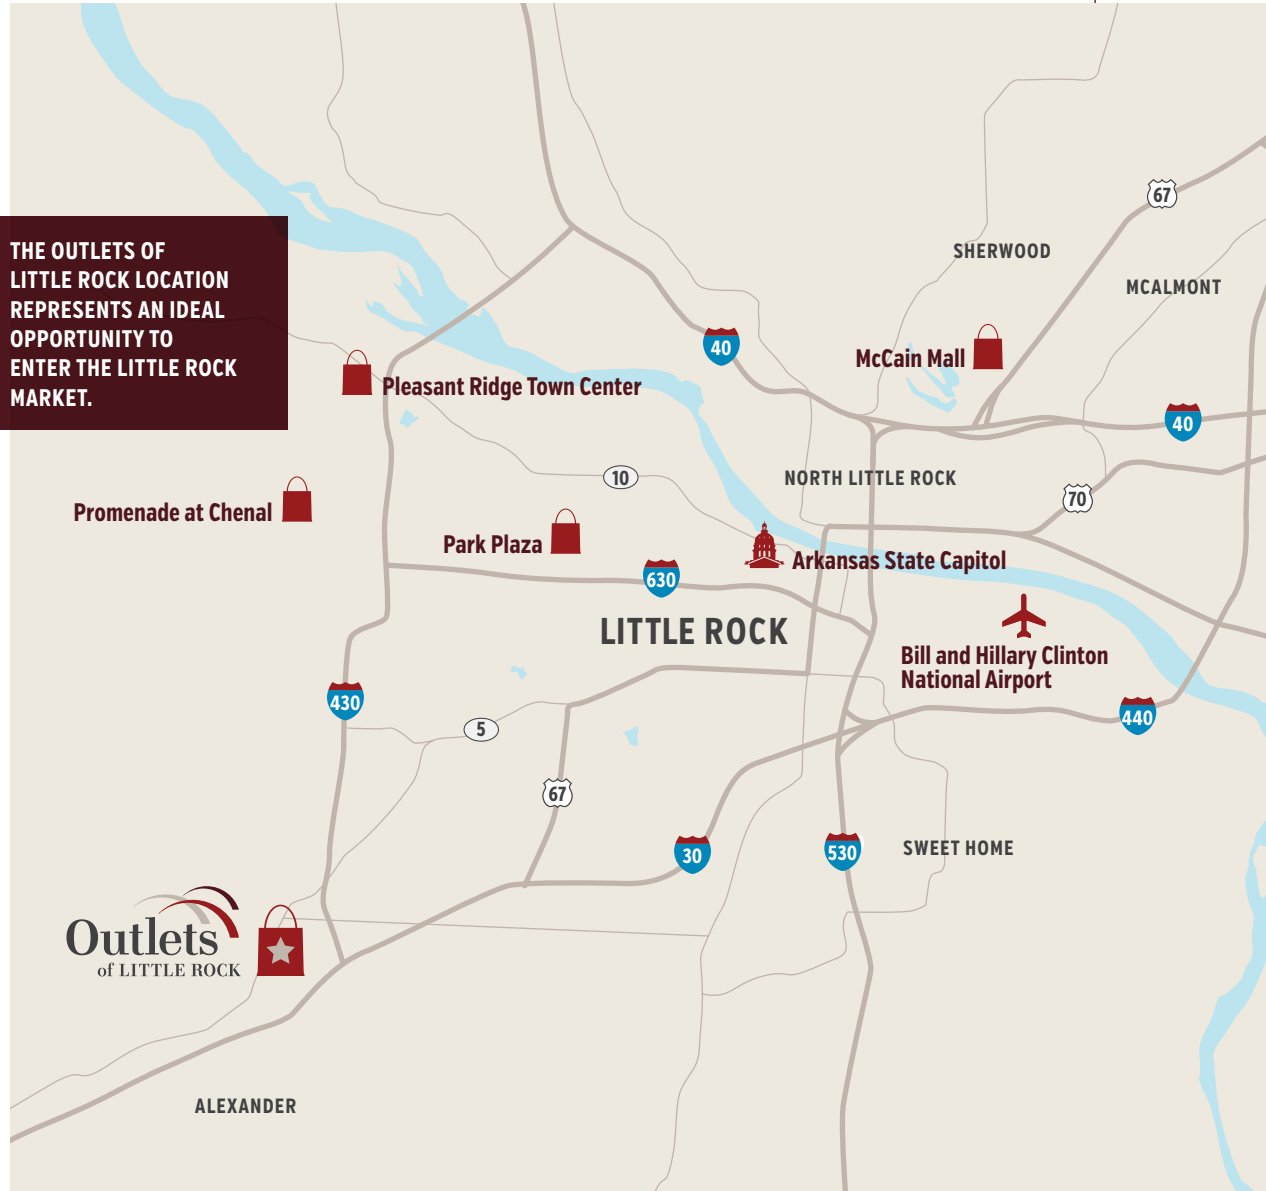 67
SHERWOOD
THE OUTLETS OF
LITTLE ROCK LOCATION
REPRESENTS AN IDEAL
OPPORTUNITY TO
ENTER THE LITTLE ROCK
MARKET.
MCALMONT
40
McCain Mall
Pleasant Ridge Town Center
40
10
NORTH LITTLE ROCK
70
Promenade at Chenal
Park Plaza
Arkansas State Capitol
630
LITTLE ROCK
Bill and Hillary Clinton
National Airport
430
440
5
67
30
530
SWEET HOME
Outlets
of LITTLE ROCK
ALEXANDER